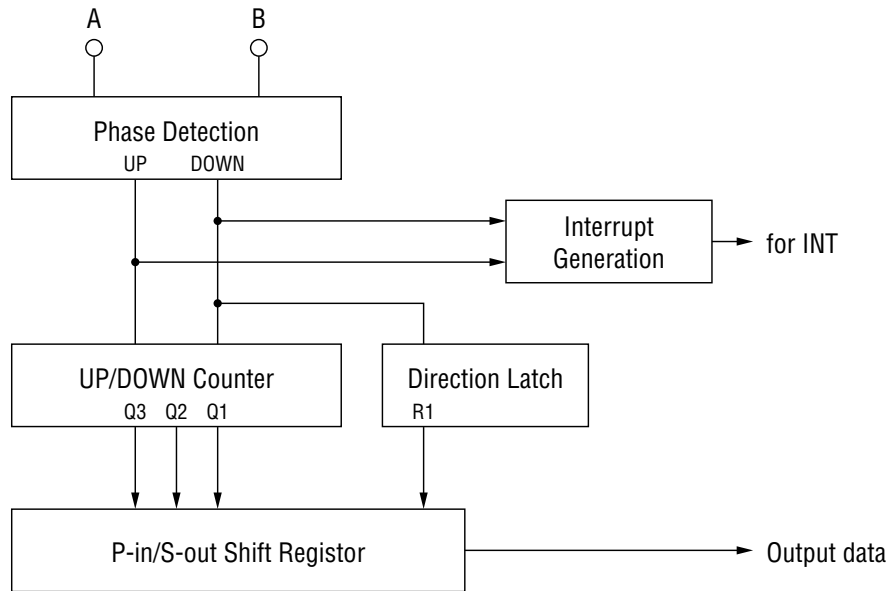 A B
Phase Detection
UP DOWN
Interrupt
Generation
for INT
UP/DOWN Counter
Q3 Q2 Q1
Direction Latch
R1
P-in/S-out Shift Registor
Output data